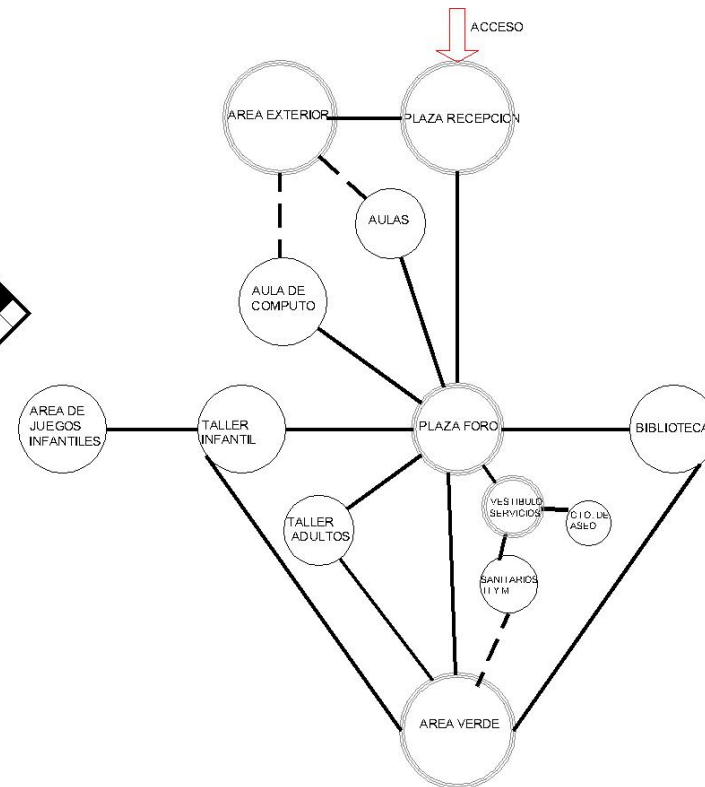 ACCESO
AREA EXTERIOR
PLAZA RECEPCION
AULAS
AULA DE
COMPUTO
AREA DE
JUEGOS
INFANTILES
TALLER
INFANTIL
PLAZA FORO
BIBLIOTECA
VESTIBULO
SERVICIOS
CTO. DE
ASEO
TALLER
ADULTOS
SANITARIOS
H Y M
AREA VERDE